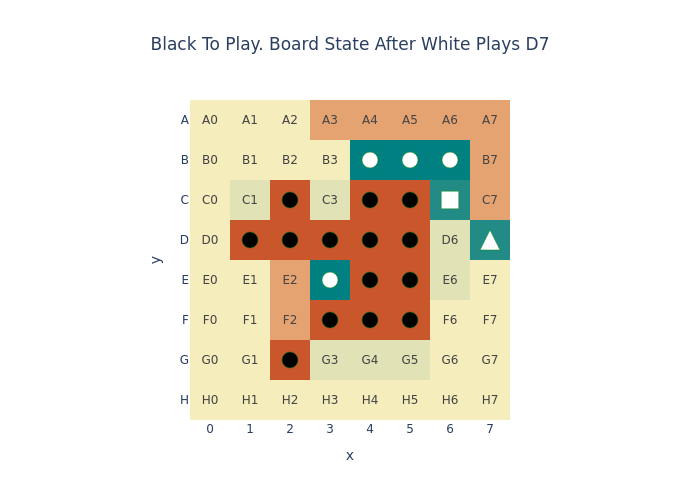 Black To Play. Board State After White Plays D7
A A0 A1 A2 A3 A4 A5 A6 A7
B B0 B1 B2 B3 B7
C C0 C1 C3 C7
D D0 D6
y
E E0 E1 E2 E6 E7
F F0 F1 F2 F6 F7
G G0 G1 G3 G4 G5 G6 G7
H H0 H1 H2 H3 H4 H5 H6 H7
0 1 2 3 4 5 6 7
x